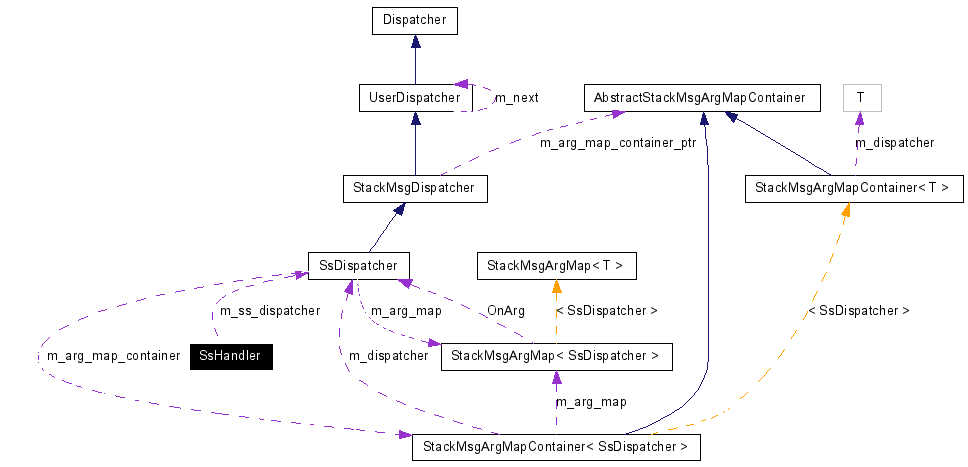 Dispatcher
UserDispatcher
m_next
AbstractStackMsgArgMapContainer
T
m_arg_map_container_ptr
m_dispatcher
StackMsgDispatcher
StackMsgArgMapContainer< T >
SsDispatcher
StackMsgArgMap< T >
m_ss_dispatcher
m_arg_map
OnArg
< SsDispatcher >
< SsDispatcher >
m_arg_map_container
SsHandler
m_dispatcher
StackMsgArgMap< SsDispatcher >
m_arg_map
StackMsgArgMapContainer< SsDispatcher >